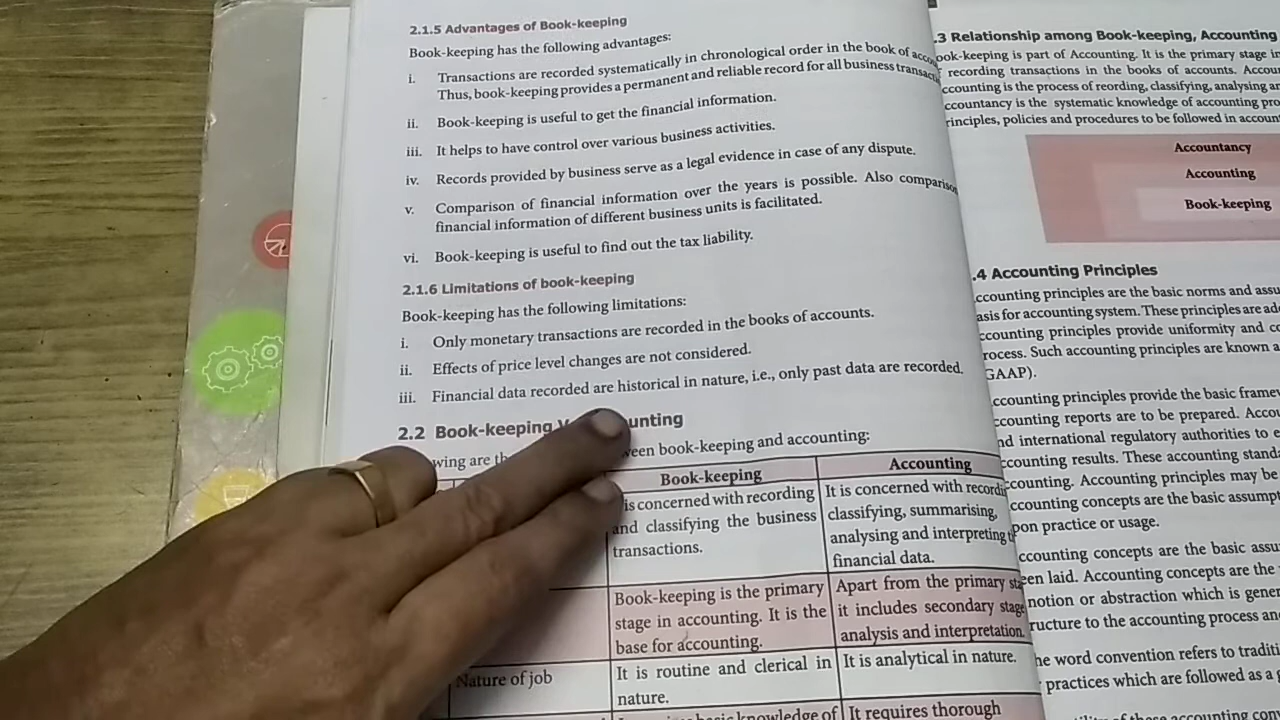 2.1.5 Advantages of Book-keeping
Book-keeping has the following advantages:
i. Transactions are recorded systematically in chronological order in the book of
Thus, book-keeping provides a permanent and reliable record for all business
ii. Book-keeping is useful to get the financial information.
iii. It helps to have control over various business activities.
iv. Records provided by business serve as a legal evidence in case of any dispute.
v. Comparison of financial information over the years is possible. Also
financial information of different business units is facilitated.
vi. Book-keeping is useful to find out the tax liability.
2.1.6 Limitations of book-keeping
Book-keeping has the following limitations:
i. Only monetary transactions are recorded in the books of accounts.
ii. Effects of price level changes are not considered.
iii. Financial data recorded are historical in nature, i.e., only past data are recorded.
2.2 Book-keeping
between book-keeping and accounting:
Book-keeping
Accounting
is concerned with recording
and classifying the business
transactions.
It is concerned with
classifying, summarising,
analysing and interpreting
financial data.
Book-keeping is the primary
stage in accounting. It is the
base for accounting.
Apart from the primary
it includes secondary stage
analysis and interpretation.
Nature of job
It is routine and clerical in
nature.
It is analytical in nature.
basic knowledge of
It requires thorough
.3 Relationship among Book-keeping, Accounting
ook-keeping is part of Accounting. It is the primary stage
recording transactions in the books of accounts.
ccounting is the process of reording, classifying, analysing
ccountancy is the systematic knowledge of accounting
rinciples, policies and procedures to be followed in
Accountancy
Accounting
Book-keeping
.4 Accounting Principles
ccounting principles are the basic norms and
asis for accounting system. These principles are
ccounting principles provide uniformity and
rocess. Such accounting principles are known
GAAP).
ccounting principles provide the basic
ccounting reports are to be prepared.
nd international regulatory authorities to
ccounting results. These accounting
ccounting. Accounting principles may be
ccounting concepts are the basic
pon practice or usage.
ccounting concepts are the basic
een laid. Accounting concepts are the
notion or abstraction which is
ructure to the accounting process
he word convention refers to
practices which are followed as a
of these accounting